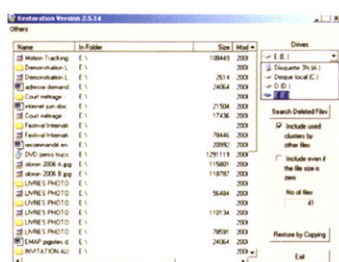 Restoration Version 2.5.14
Others
Name In Folder Size Mod
Drives
E (E:)
Disquette 3½ (A:)
Disque local (C:)
D (D:)
E (E:)
Motion Tracking E:\ 108449 200
Demonstration L E:\ 200
Demonstration L E:\ 2614 200
adresse demand E:\ 24064 200
Court métrage - E:\ 200
internet juin doc E:\ 21504 200
Court métrage - E:\ 17436 200
Festival Internati E:\ 200
Festival Internati E:\ 78446 200
recommandé en E:\ 20992 200
DVD perso trucs E:\ 1291119 200
oloron 2006 A.jpg E:\ 115801 200
oloron 2006 B.jpg E:\ 118787 200
LIVRES PHOTO E:\ 200
LIVRES PHOTO E:\ 56484 200
LIVRES PHOTO E:\ 200
LIVRES PHOTO E:\ 110134 200
LIVRES PHOTO E:\ 200
LIVRES PHOTO E:\ 78591 200
EMAP pigistes d E:\ 24064 200
INVITATION AU E:\ 200
Search Deleted Files
Include used
clusters by
other files
Include even if
the file size is
zero
No of files
41
Restore by Copying
Exit